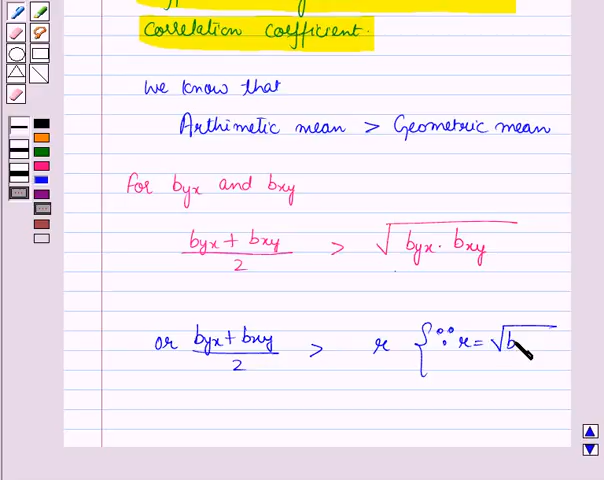 correlation coefficient.
We know that
Arthimetic mean > Geometric mean
For byx and bxy
byx + bxy / 2 > √byx . bxy
or byx + bxy / 2 > r { ∵ r = √b